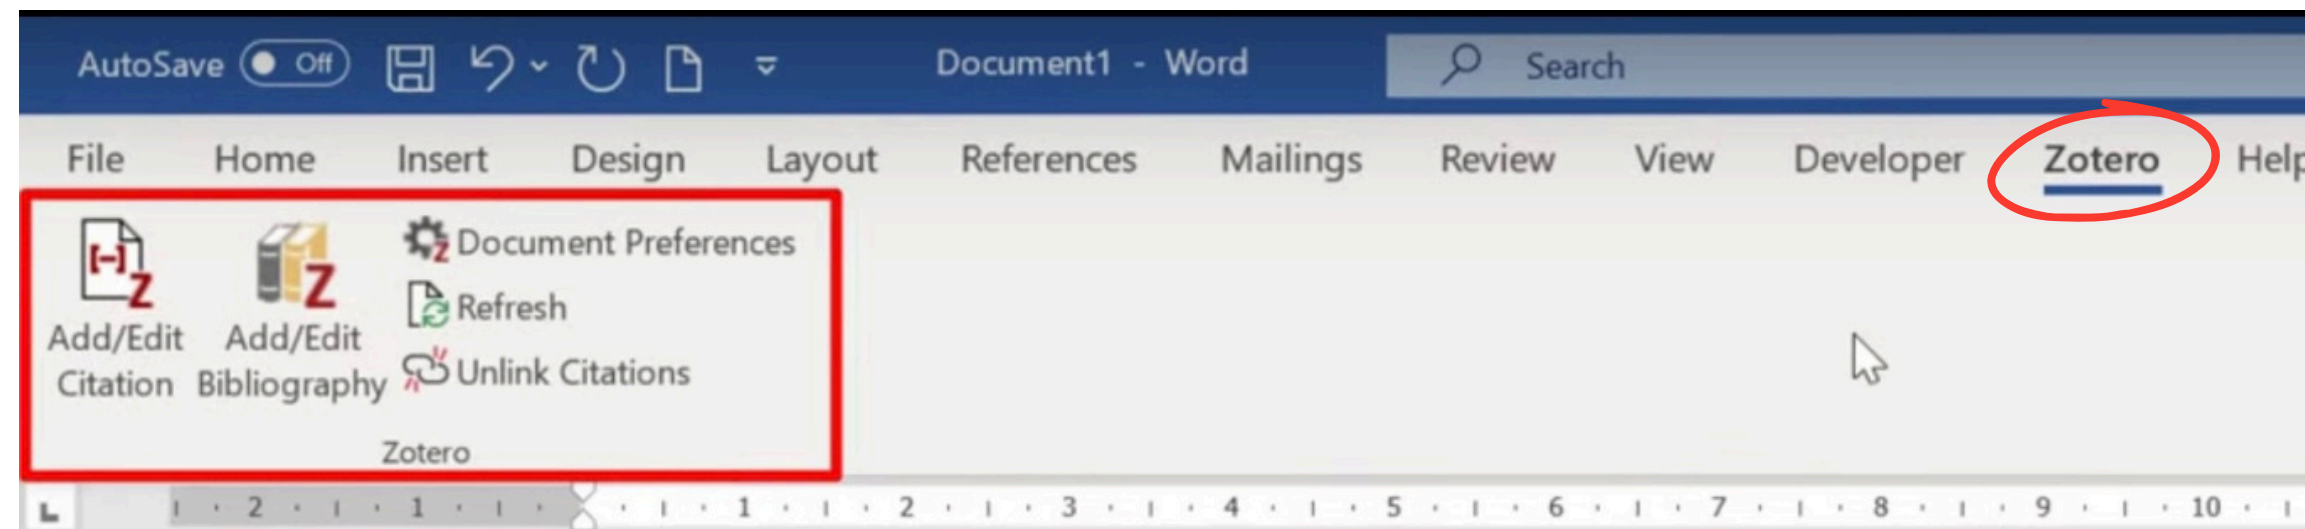 AutoSave Off Document1 - Word Search
File Home Insert Design Layout References Mailings Review View Developer Zotero Help
Add/Edit Citation
Add/Edit Bibliography
Document Preferences
Refresh
Unlink Citations
Zotero
2 1 1 2 3 4 5 6 7 8 9 10